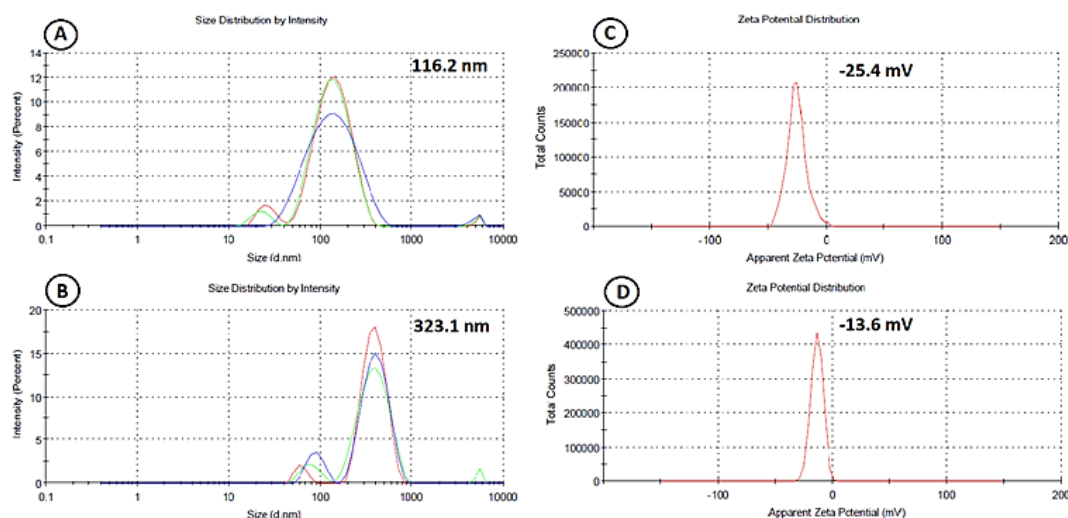 A
Size Distribution by Intensity
116.2 nm
Intensity (Percent)
14
12
10
8
6
4
2
0
0.1 1 10 100 1000 10000
Size (d.nm)
C
Zeta Potential Distribution
-25.4 mV
Total Counts
250000
200000
150000
100000
50000
0
-100 0 100 200
Apparent Zeta Potential (mV)
B
Size Distribution by Intensity
323.1 nm
Intensity (Percent)
20
15
10
5
0
0.1 1 10 100 1000 10000
Size (d.nm)
D
Zeta Potential Distribution
-13.6 mV
Total Counts
500000
400000
300000
200000
100000
0
-100 0 100 200
Apparent Zeta Potential (mV)